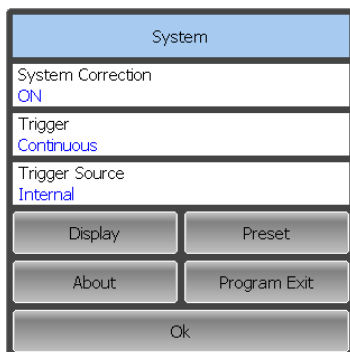 System
System Correction
ON
Trigger
Continuous
Trigger Source
Internal
Display
Preset
About
Program Exit
Ok